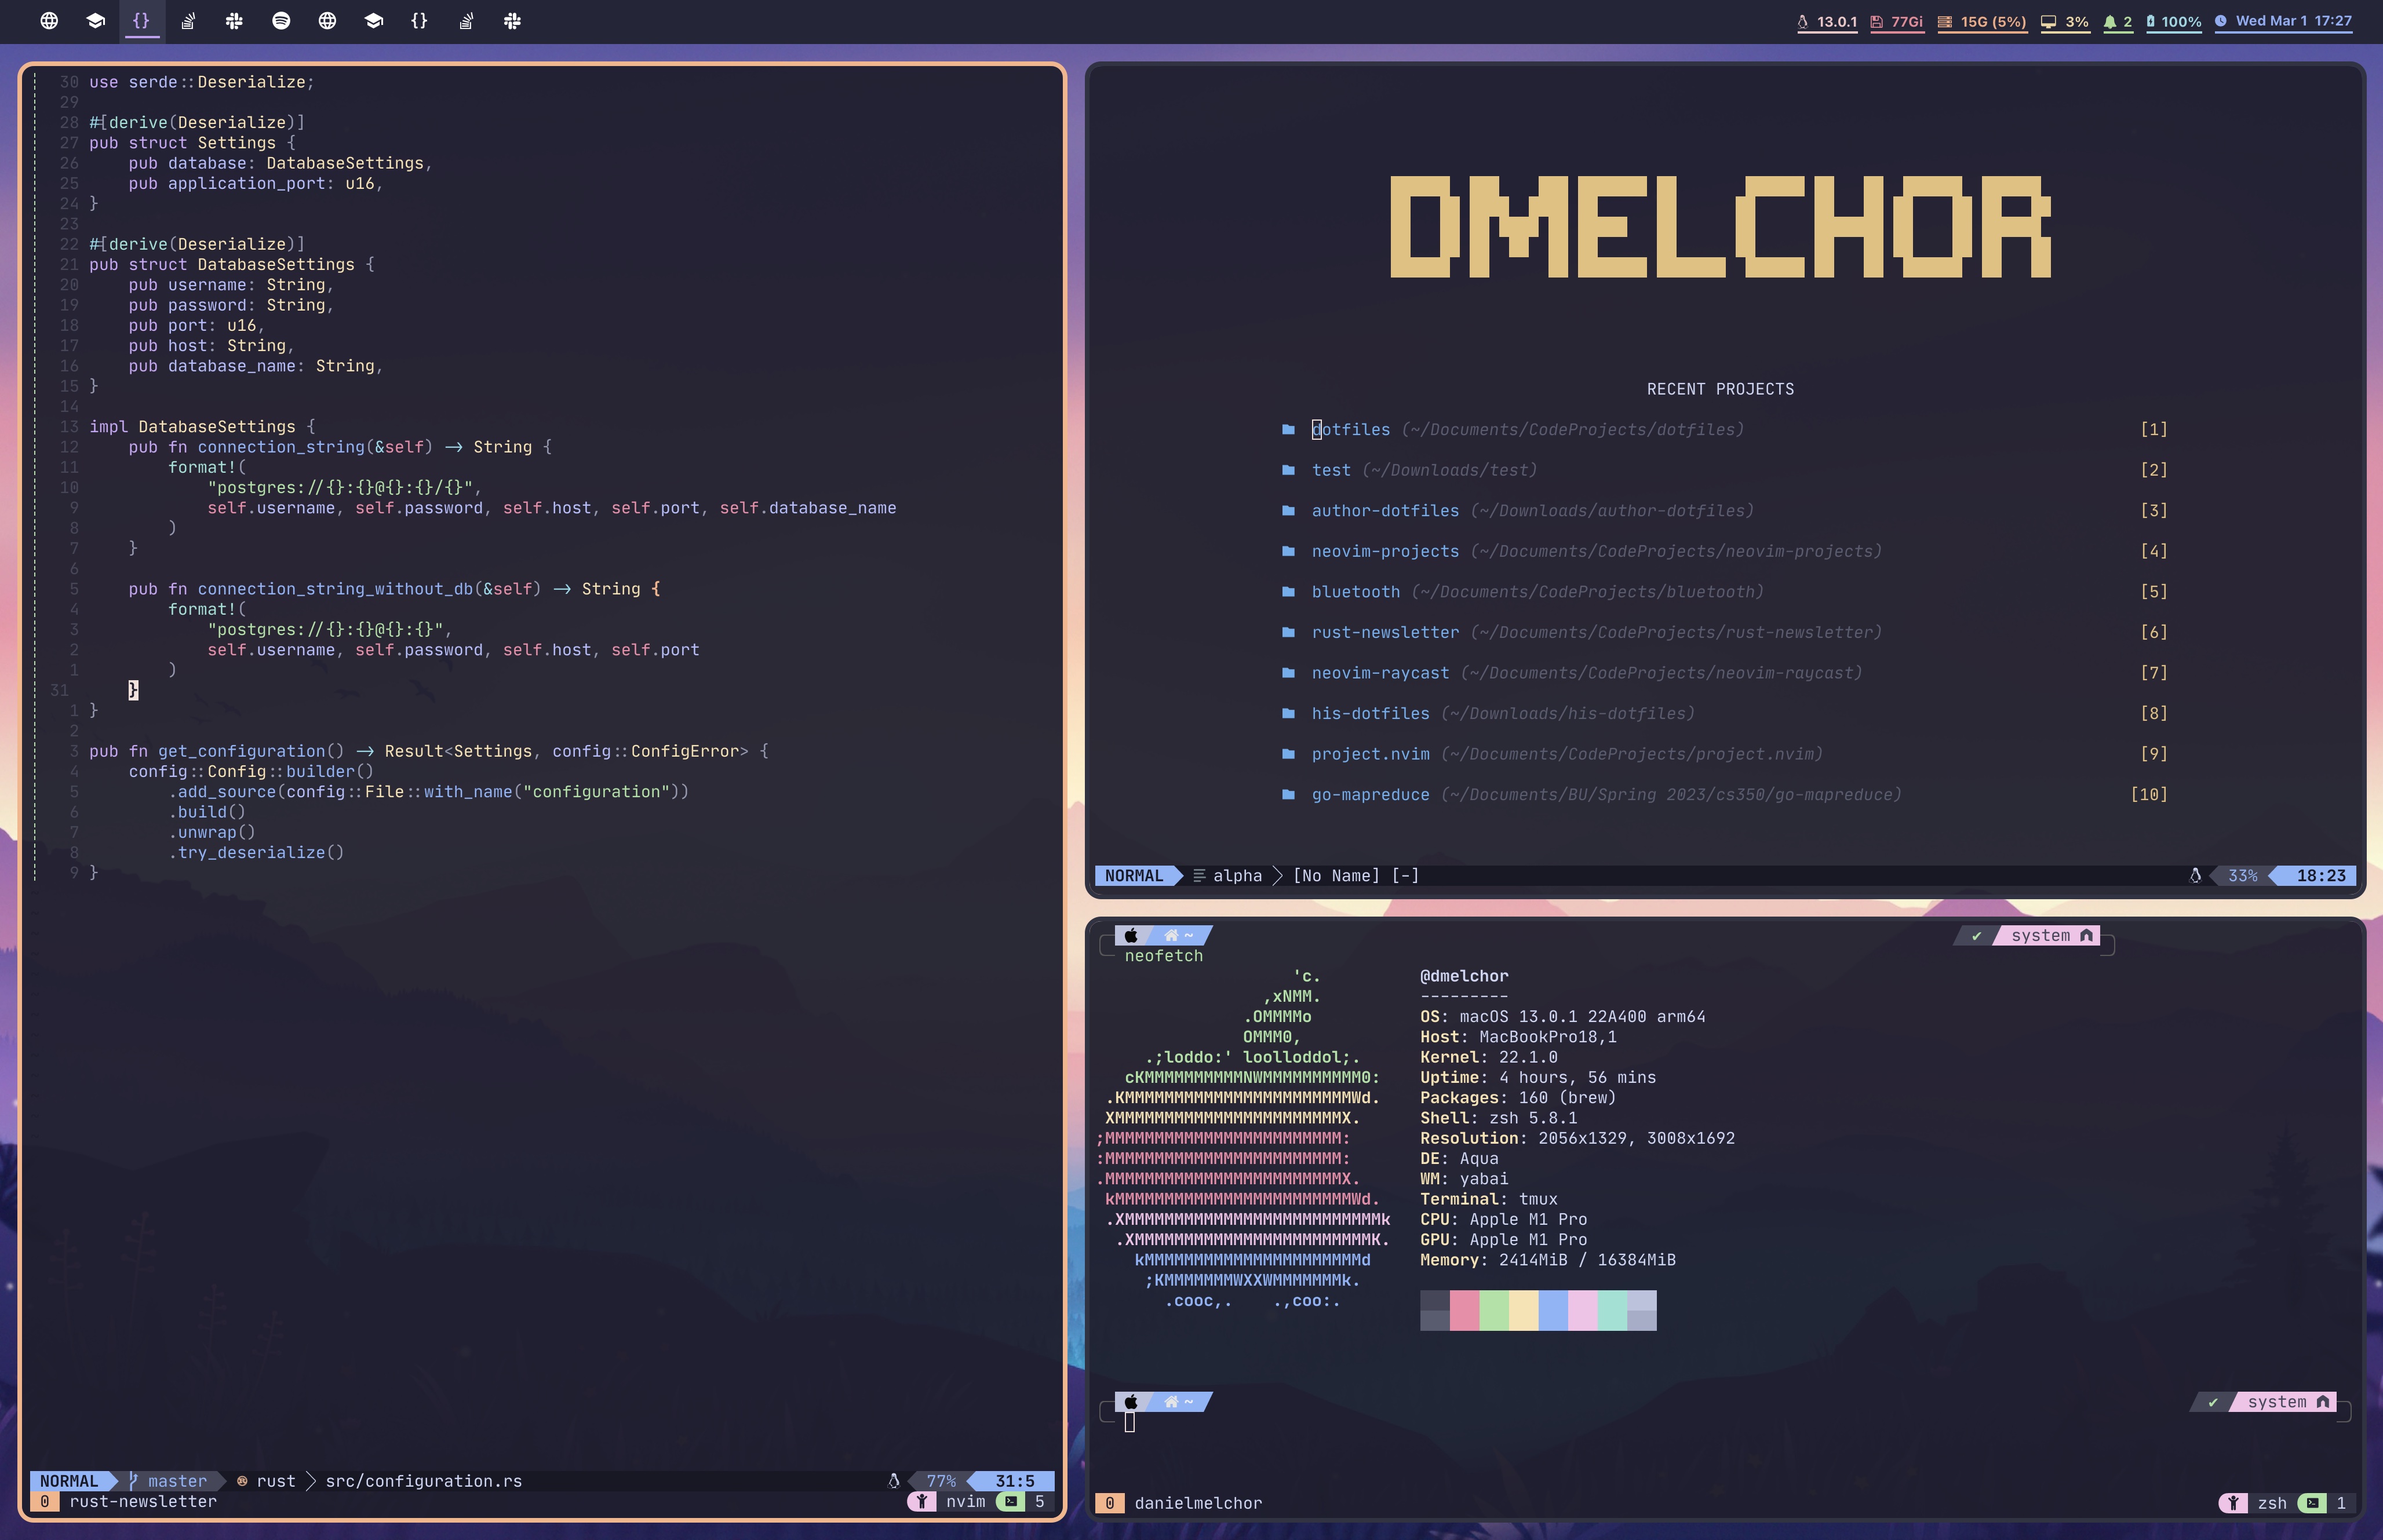 {}
{}
13.0.1 77Gi 15G (5%) 3% 2 100% Wed Mar 1 17:27
30 use serde::Deserialize;
29
28 #[derive(Deserialize)]
27 pub struct Settings {
26 pub database: DatabaseSettings,
25 pub application_port: u16,
24 }
23
22 #[derive(Deserialize)]
21 pub struct DatabaseSettings {
20 pub username: String,
19 pub password: String,
18 pub port: u16,
17 pub host: String,
16 pub database_name: String,
15 }
14
13 impl DatabaseSettings {
12 pub fn connection_string(&self) -> String {
11 format!(
10 "postgres://{}:{}@{}:{}/{}",
9 self.username, self.password, self.host, self.port, self.database_name
8 )
7 }
6
5 pub fn connection_string_without_db(&self) -> String {
4 format!(
3 "postgres://{}:{}@{}:{}",
2 self.username, self.password, self.host, self.port
1 )
31 }
1 }
2
3 pub fn get_configuration() -> Result<Settings, config::ConfigError> {
4 config::Config::builder()
5 .add_source(config::File::with_name("configuration"))
6 .build()
7 .unwrap()
8 .try_deserialize()
9 }
NORMAL master rust src/configuration.rs 77% 31:5
0 rust-newsletter nvim 5
DMELCHOR
RECENT PROJECTS
dotfiles (~/Documents/CodeProjects/dotfiles) [1]
test (~/Downloads/test) [2]
author-dotfiles (~/Downloads/author-dotfiles) [3]
neovim-projects (~/Documents/CodeProjects/neovim-projects) [4]
bluetooth (~/Documents/CodeProjects/bluetooth) [5]
rust-newsletter (~/Documents/CodeProjects/rust-newsletter) [6]
neovim-raycast (~/Documents/CodeProjects/neovim-raycast) [7]
his-dotfiles (~/Downloads/his-dotfiles) [8]
project.nvim (~/Documents/CodeProjects/project.nvim) [9]
go-mapreduce (~/Documents/BU/Spring 2023/cs350/go-mapreduce) [10]
NORMAL alpha [No Name] [-] 33% 18:23
~ ✔ system
neofetch
'c. @dmelchor
,xNMM. ---------
.OMMMMo OS: macOS 13.0.1 22A400 arm64
OMMM0, Host: MacBookPro18,1
.;loddo:' loolloddol;. Kernel: 22.1.0
cKMMMMMMMMMMNWMMMMMMMMMM0: Uptime: 4 hours, 56 mins
.KMMMMMMMMMMMMMMMMMMMMMMMWd. Packages: 160 (brew)
XMMMMMMMMMMMMMMMMMMMMMMMX. Shell: zsh 5.8.1
;MMMMMMMMMMMMMMMMMMMMMMMM: Resolution: 2056x1329, 3008x1692
:MMMMMMMMMMMMMMMMMMMMMMMM: DE: Aqua
.MMMMMMMMMMMMMMMMMMMMMMMMX. WM: yabai
kMMMMMMMMMMMMMMMMMMMMMMMMWd. Terminal: tmux
.XMMMMMMMMMMMMMMMMMMMMMMMMMMk CPU: Apple M1 Pro
.XMMMMMMMMMMMMMMMMMMMMMMMMK. GPU: Apple M1 Pro
kMMMMMMMMMMMMMMMMMMMMMMd Memory: 2414MiB / 16384MiB
;KMMMMMMMWXXWMMMMMMMk.
.cooc,. .,coo:.
~ ✔ system
0 danielmelchor zsh 1